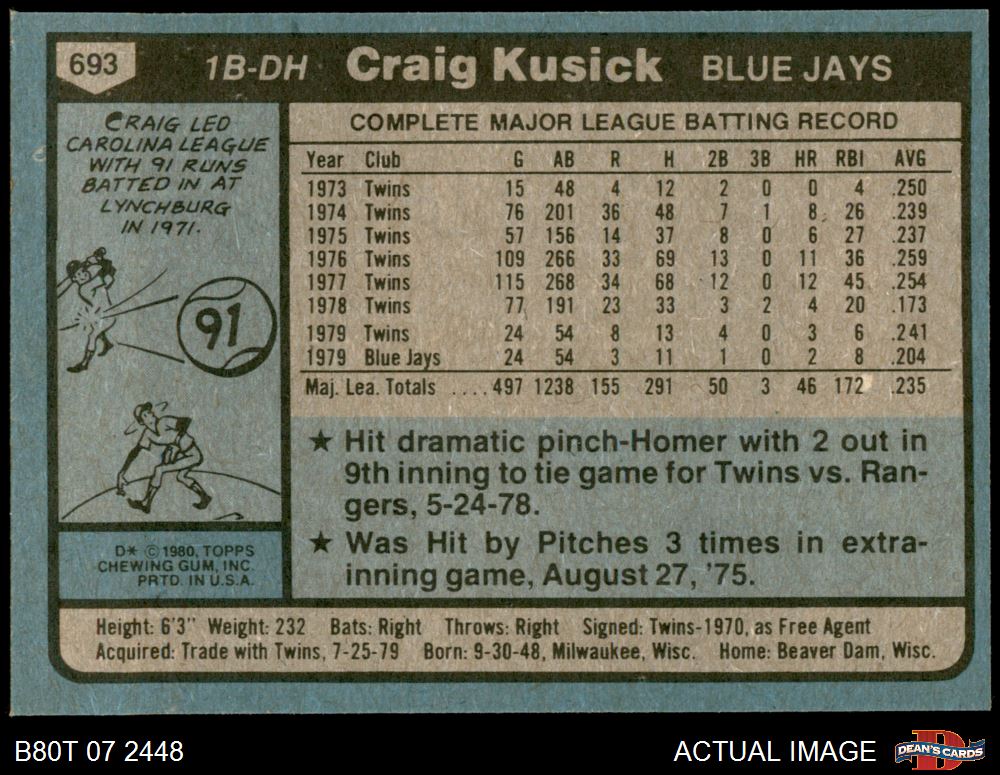 693 1B-DH Craig Kusick BLUE JAYS
CRAIG LED
CAROLINA LEAGUE
WITH 91 RUNS
BATTED IN AT
LYNCHBURG
IN 1971.
91
D* © 1980, TOPPS
CHEWING GUM, INC.
PRTD. IN U.S.A.
COMPLETE MAJOR LEAGUE BATTING RECORD
Year Club G AB R H 2B 3B HR RBI AVG
1973 Twins 15 48 4 12 2 0 0 4 .250
1974 Twins 76 201 36 48 7 1 8 26 .239
1975 Twins 57 156 14 37 8 0 6 27 .237
1976 Twins 109 266 33 69 13 0 11 36 .259
1977 Twins 115 268 34 68 12 0 12 45 .254
1978 Twins 77 191 23 33 3 2 4 20 .173
1979 Twins 24 54 8 13 4 0 3 6 .241
1979 Blue Jays 24 54 3 11 1 0 2 8 .204
Maj. Lea. Totals ....497 1238 155 291 50 3 46 172 .235
★ Hit dramatic pinch-Homer with 2 out in
9th inning to tie game for Twins vs. Ran-
gers, 5-24-78.
★ Was Hit by Pitches 3 times in extra-
inning game, August 27, '75.
Height: 6'3" Weight: 232 Bats: Right Throws: Right Signed: Twins-1970, as Free Agent
Acquired: Trade with Twins, 7-25-79 Born: 9-30-48, Milwaukee, Wisc. Home: Beaver Dam, Wisc.
B80T 07 2448 ACTUAL IMAGE DEAN'S CARDS